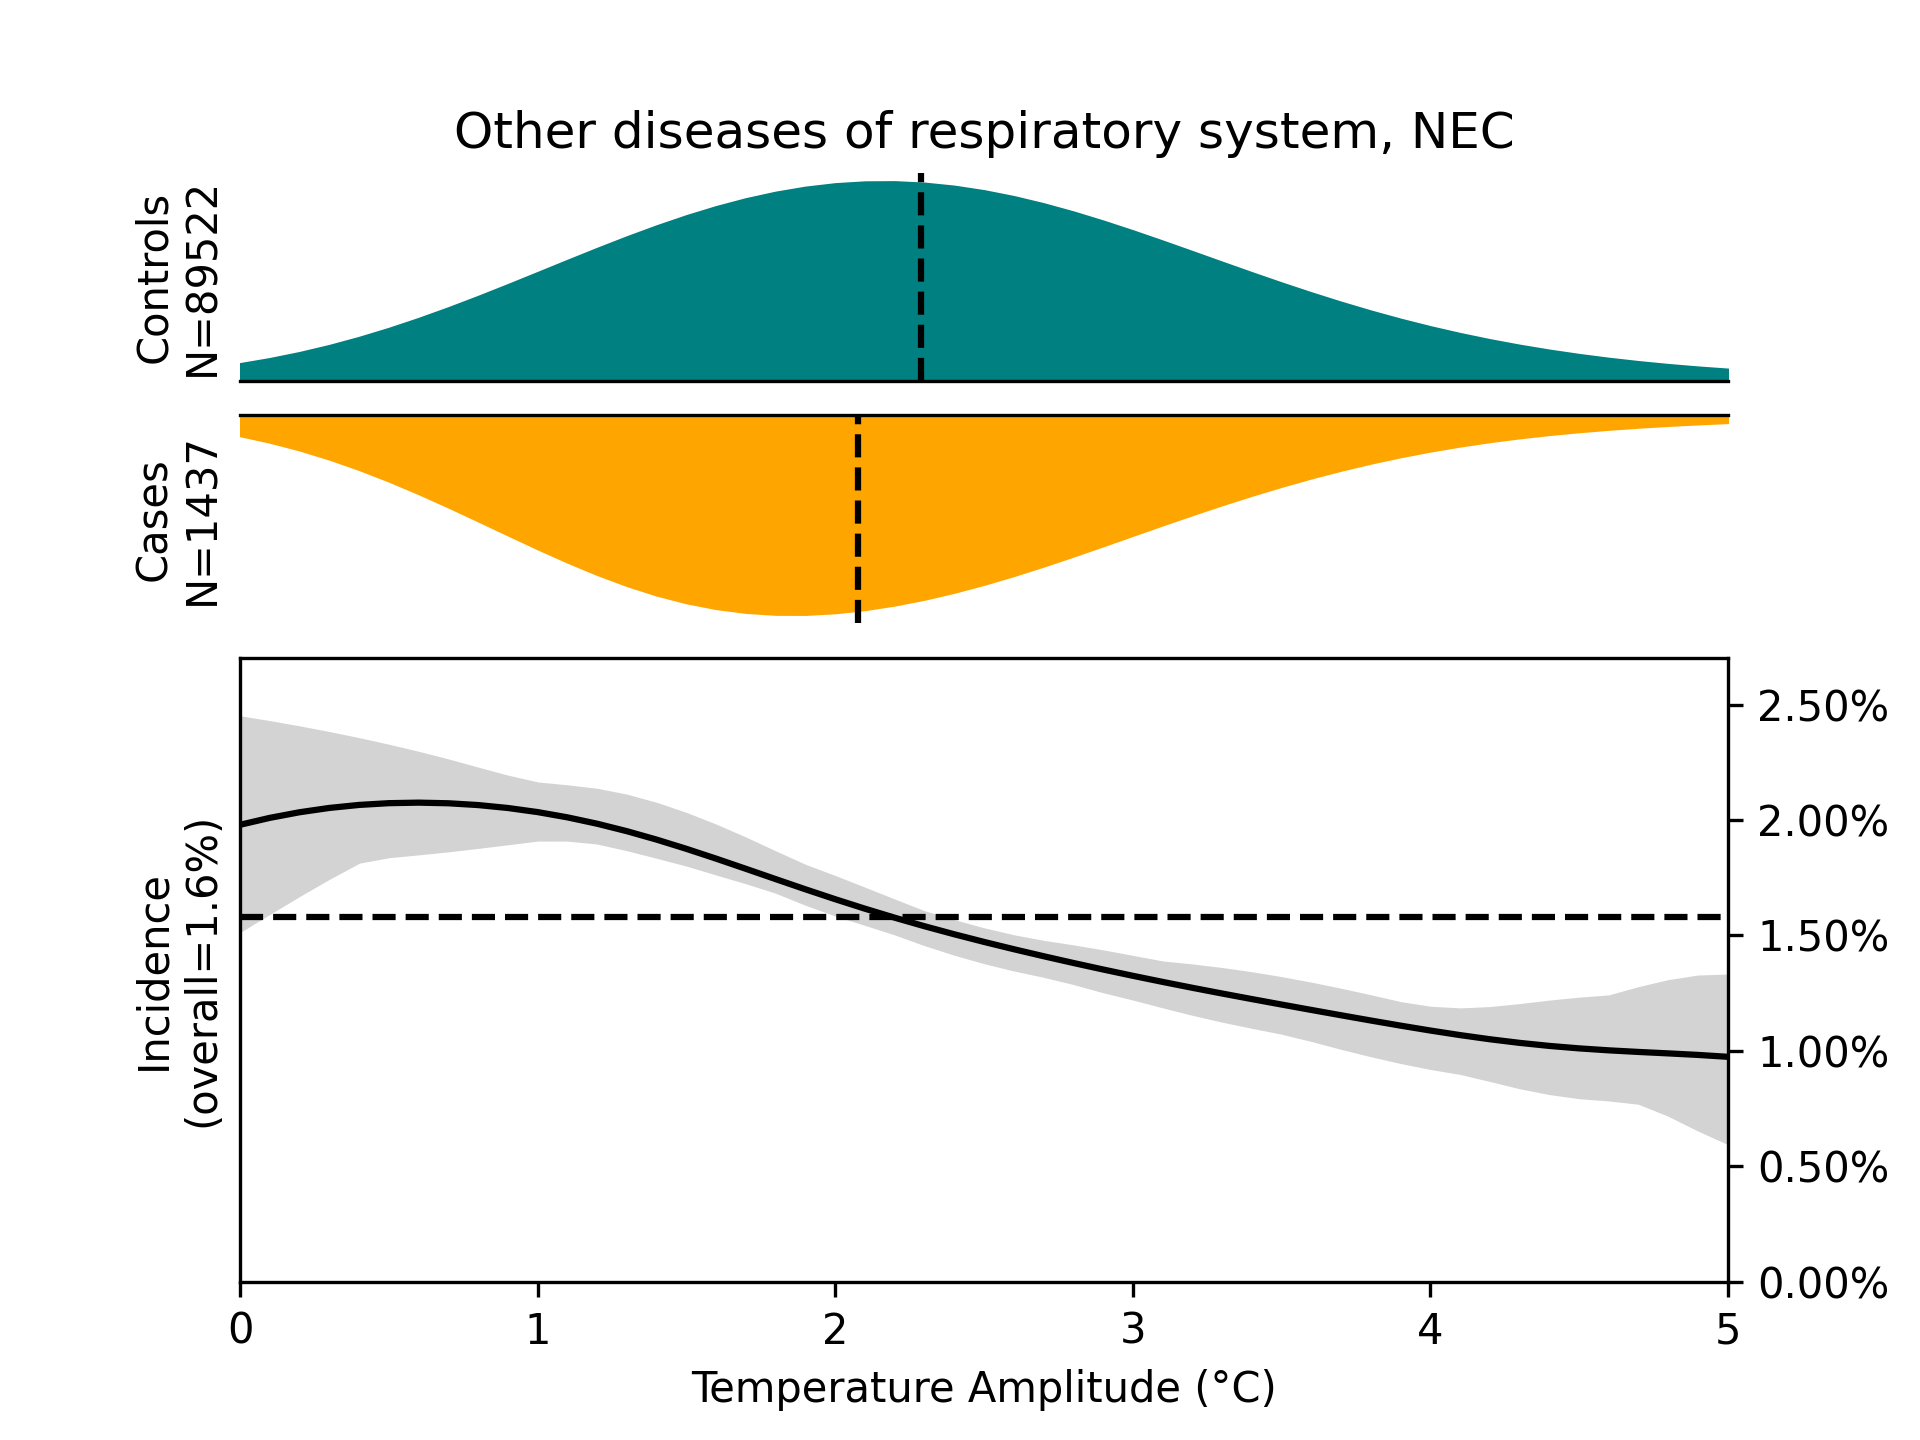 Other diseases of respiratory system, NEC
Controls
N=89522
Cases
N=1437
Incidence
(overall=1.6%)
2.50%
2.00%
1.50%
1.00%
0.50%
0.00%
0 1 2 3 4 5
Temperature Amplitude (°C)